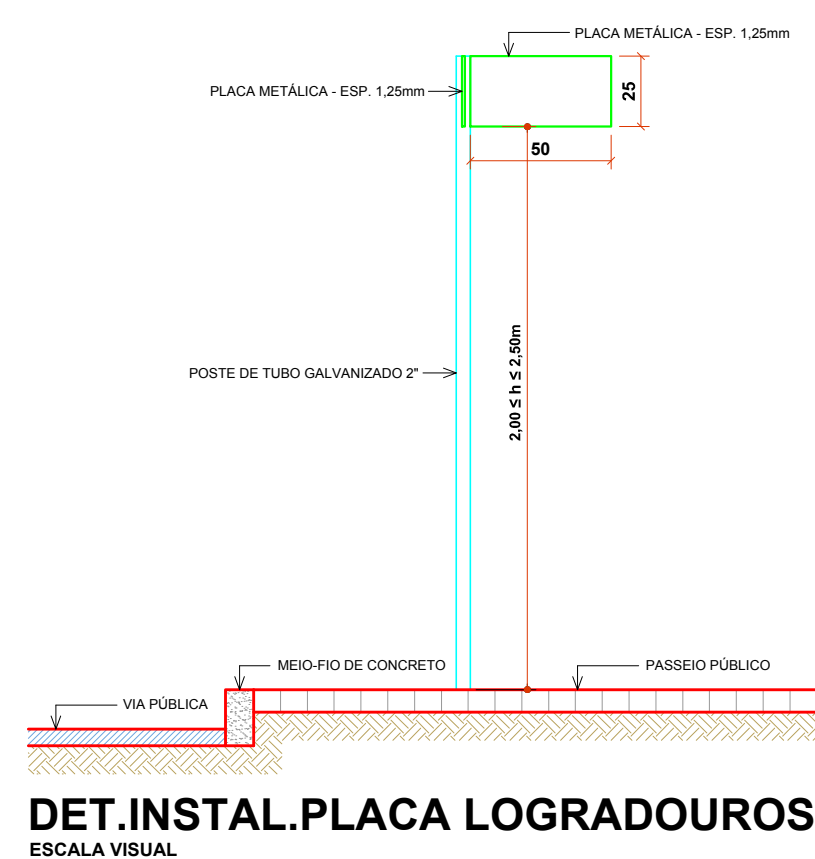 PLACA METÁLICA - ESP. 1,25mm
PLACA METÁLICA - ESP. 1,25mm
25
50
2,00 ≤ h ≤ 2,50m
POSTE DE TUBO GALVANIZADO 2"
MEIO-FIO DE CONCRETO
PASSEIO PÚBLICO
VIA PÚBLICA
DET.INSTAL.PLACA LOGRADOUROS
ESCALA VISUAL